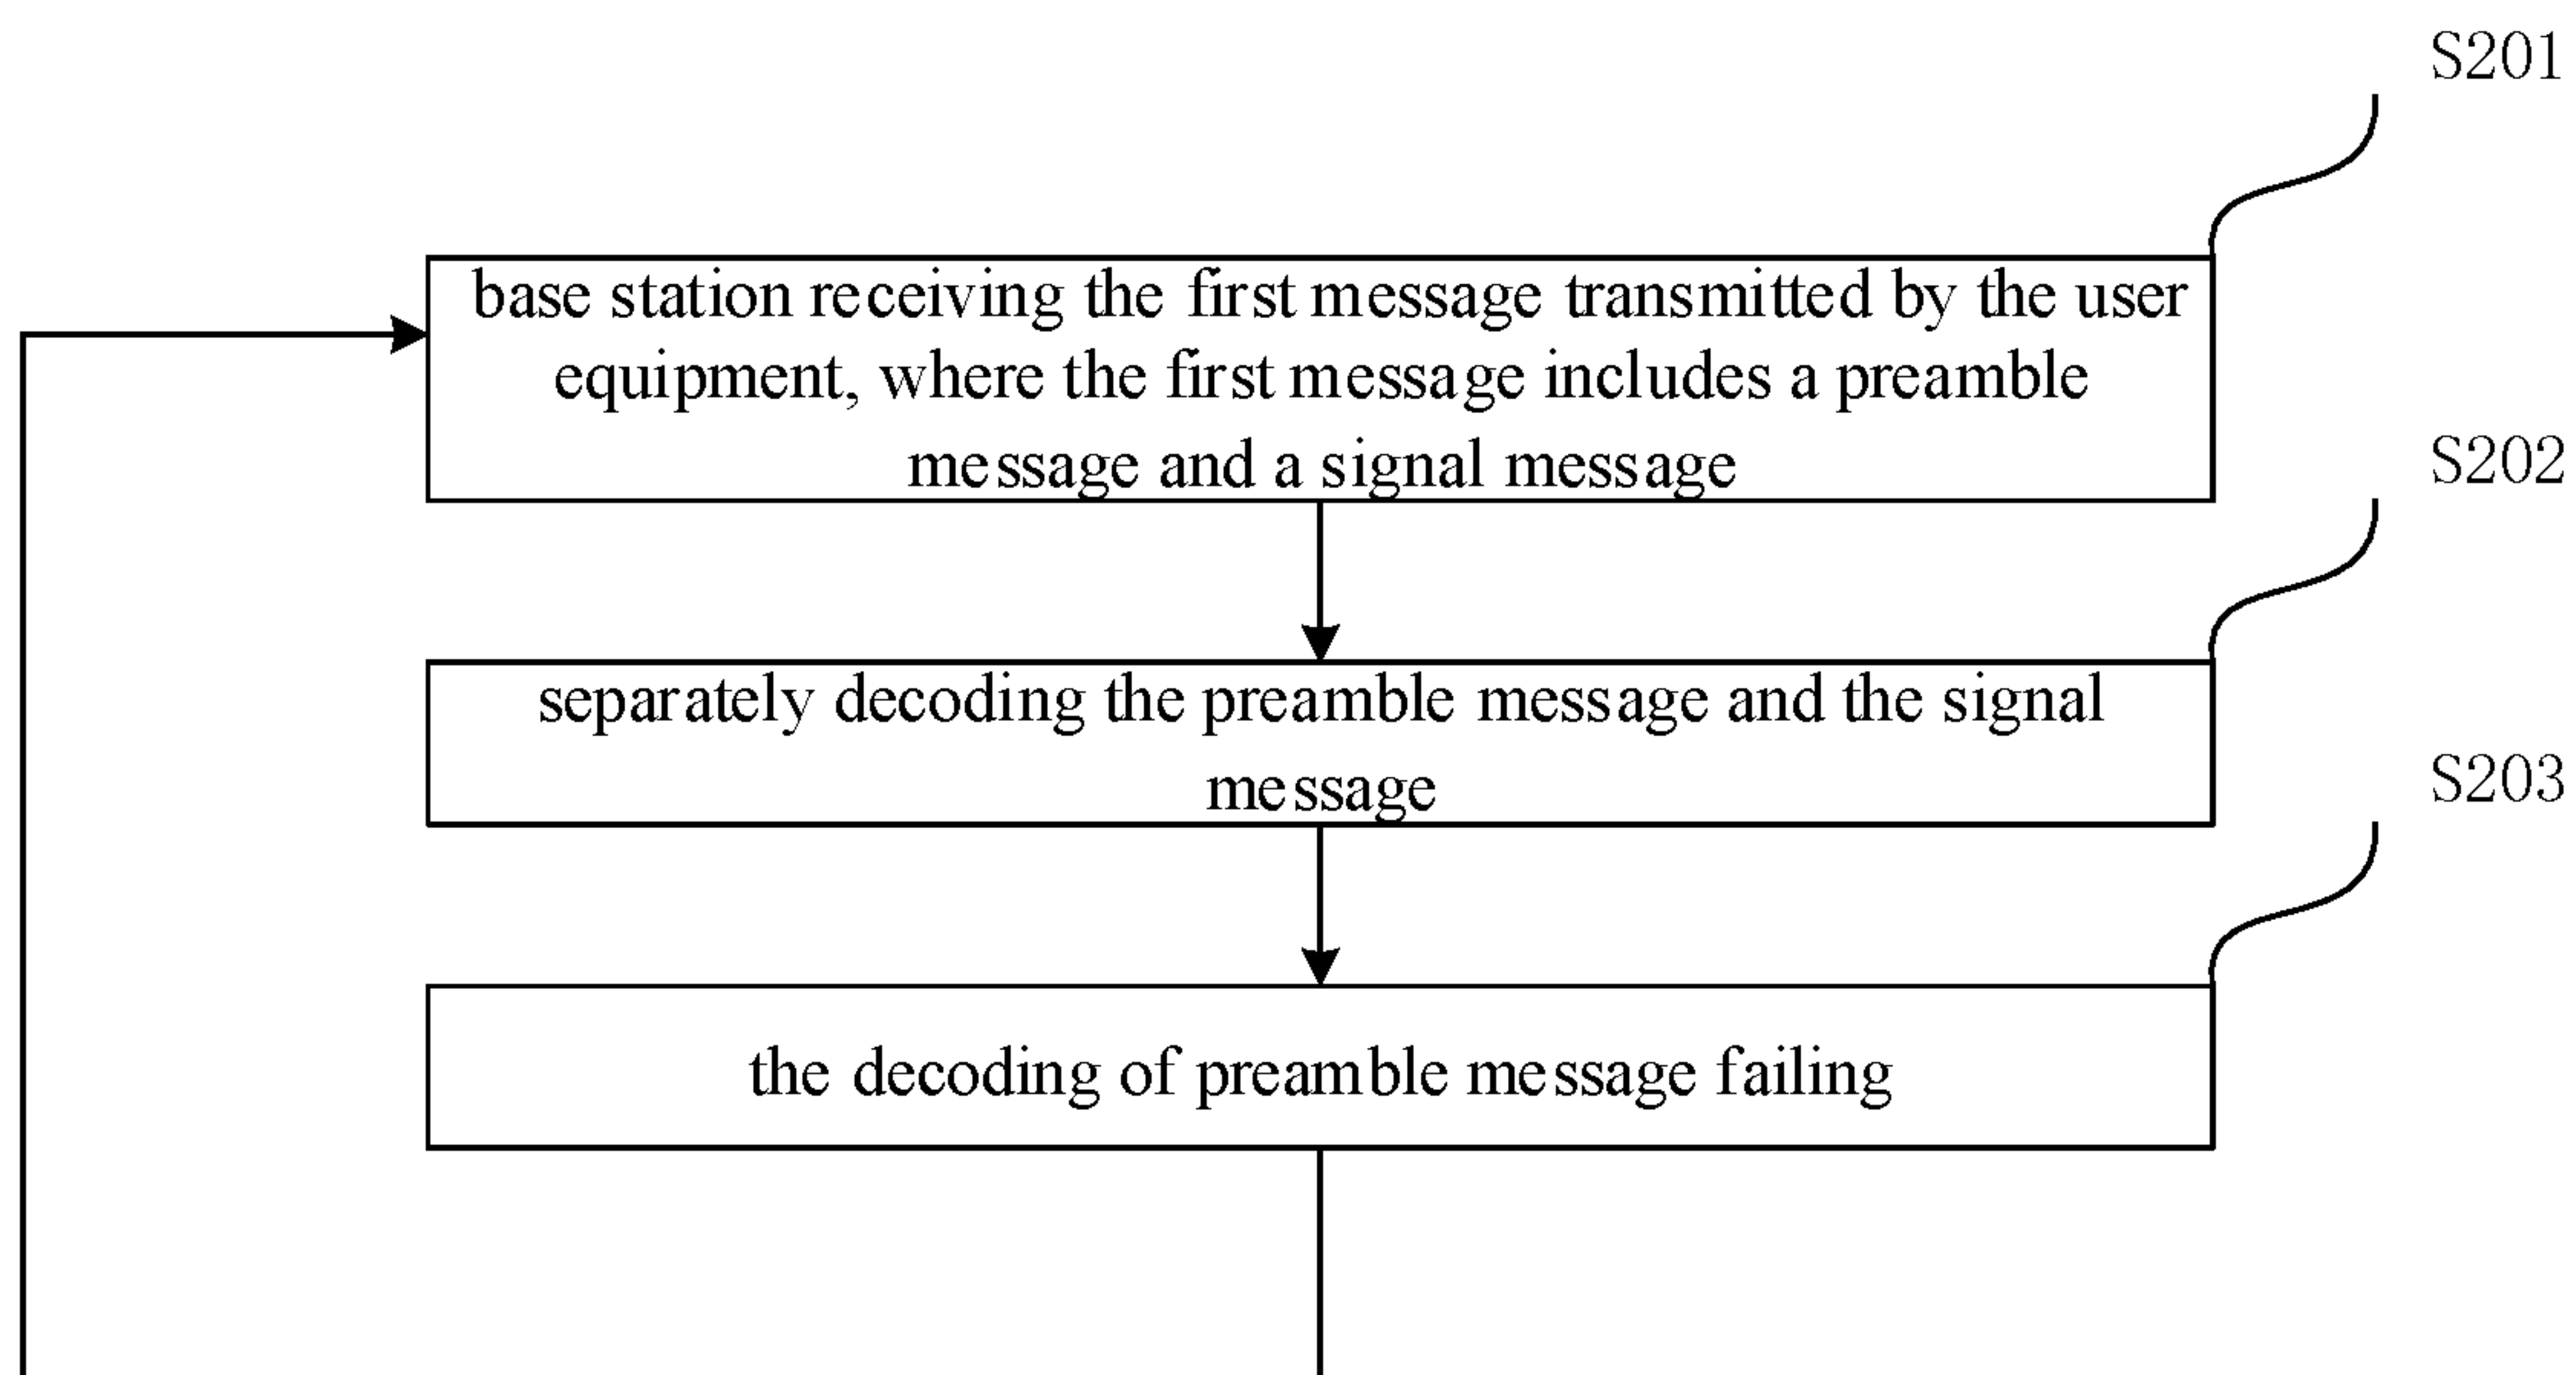 S201
base station receiving the first message transmitted by the user
equipment, where the first message includes a preamble
message and a signal message
S202
separately decoding the preamble message and the signal
message
S203
the decoding of preamble message failing